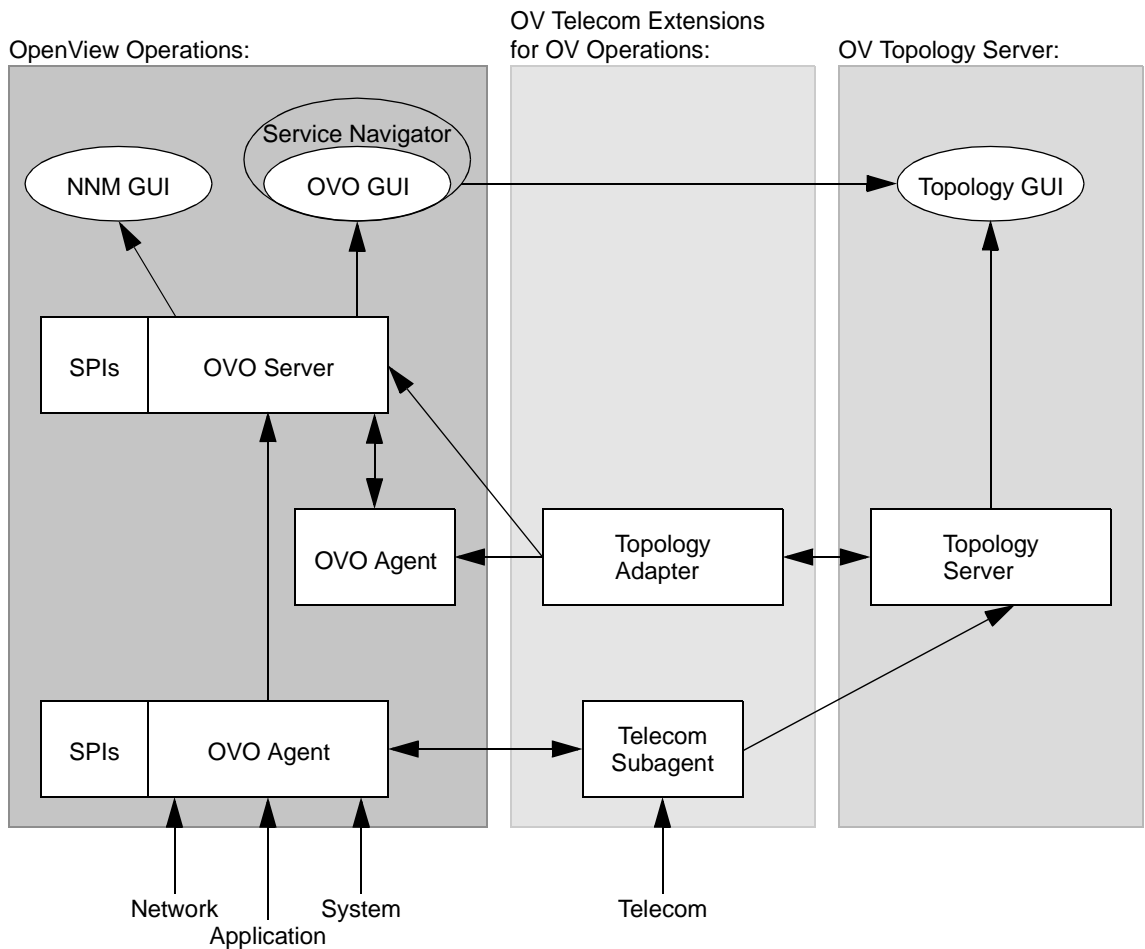 OV Telecom Extensions
for OV Operations:
OpenView Operations:
OV Topology Server:
Service Navigator
NNM GUI
OVO GUI
Topology GUI
SPIs
OVO Server
OVO Agent
Topology
Adapter
Topology
Server
SPIs
OVO Agent
Telecom
Subagent
Network
System
Telecom
Application